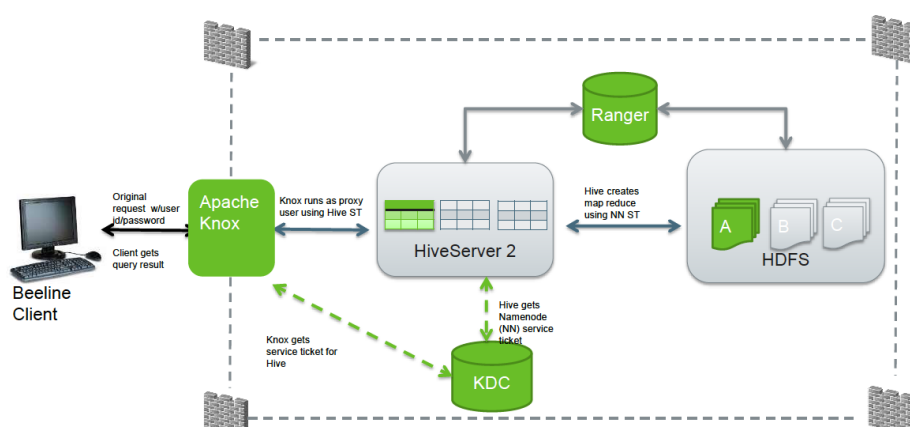 Ranger
Original
request w/user
id/password
Client gets
query result
Apache
Knox
Knox runs as proxy
user using Hive ST
HiveServer 2
Hive creates
map reduce
using NN ST
A
B
C
HDFS
Beeline
Client
Knox gets
service ticket for
Hive
Hive gets
Namenode
(NN) service
ticket
KDC